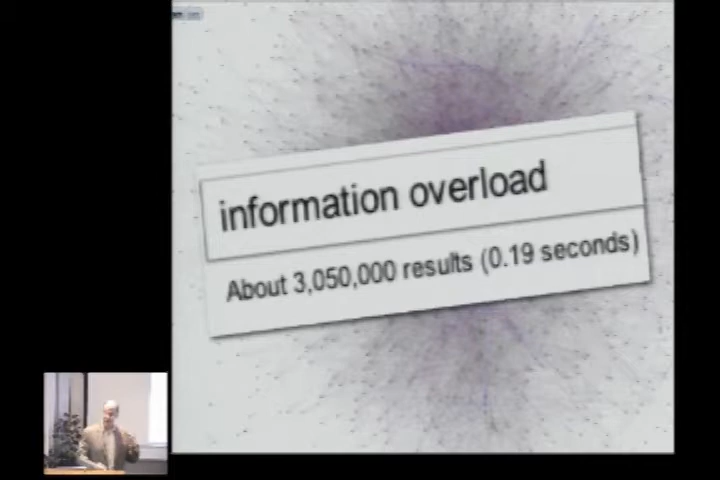 information overload
About 3,050,000 results (0.19 seconds)